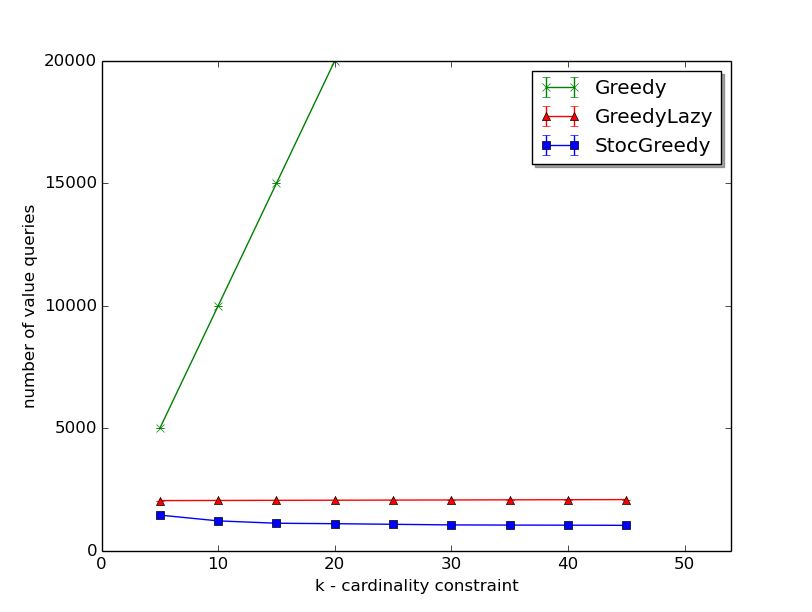 20000
15000
10000
5000
0
number of value queries
Greedy
GreedyLazy
StocGreedy
0 10 20 30 40 50
k - cardinality constraint